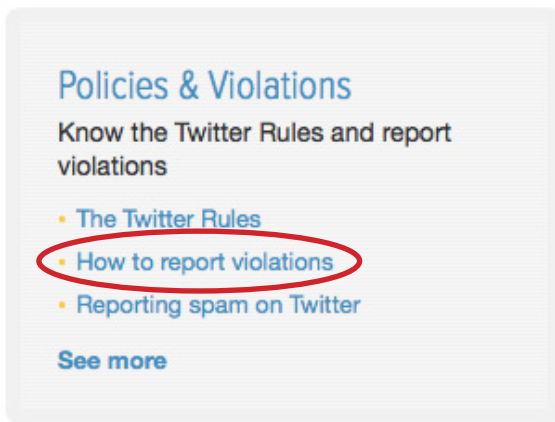 Policies & Violations
Know the Twitter Rules and report
violations
The Twitter Rules
How to report violations
Reporting spam on Twitter
See more